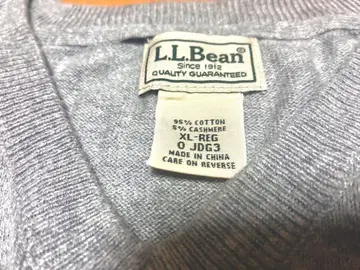 L.L.Bean®
Since 1912
QUALITY GUARANTEED
95% COTTON
5% CASHMERE
XL-REG
0 JDG3
MADE IN CHINA
CARE ON REVERSE